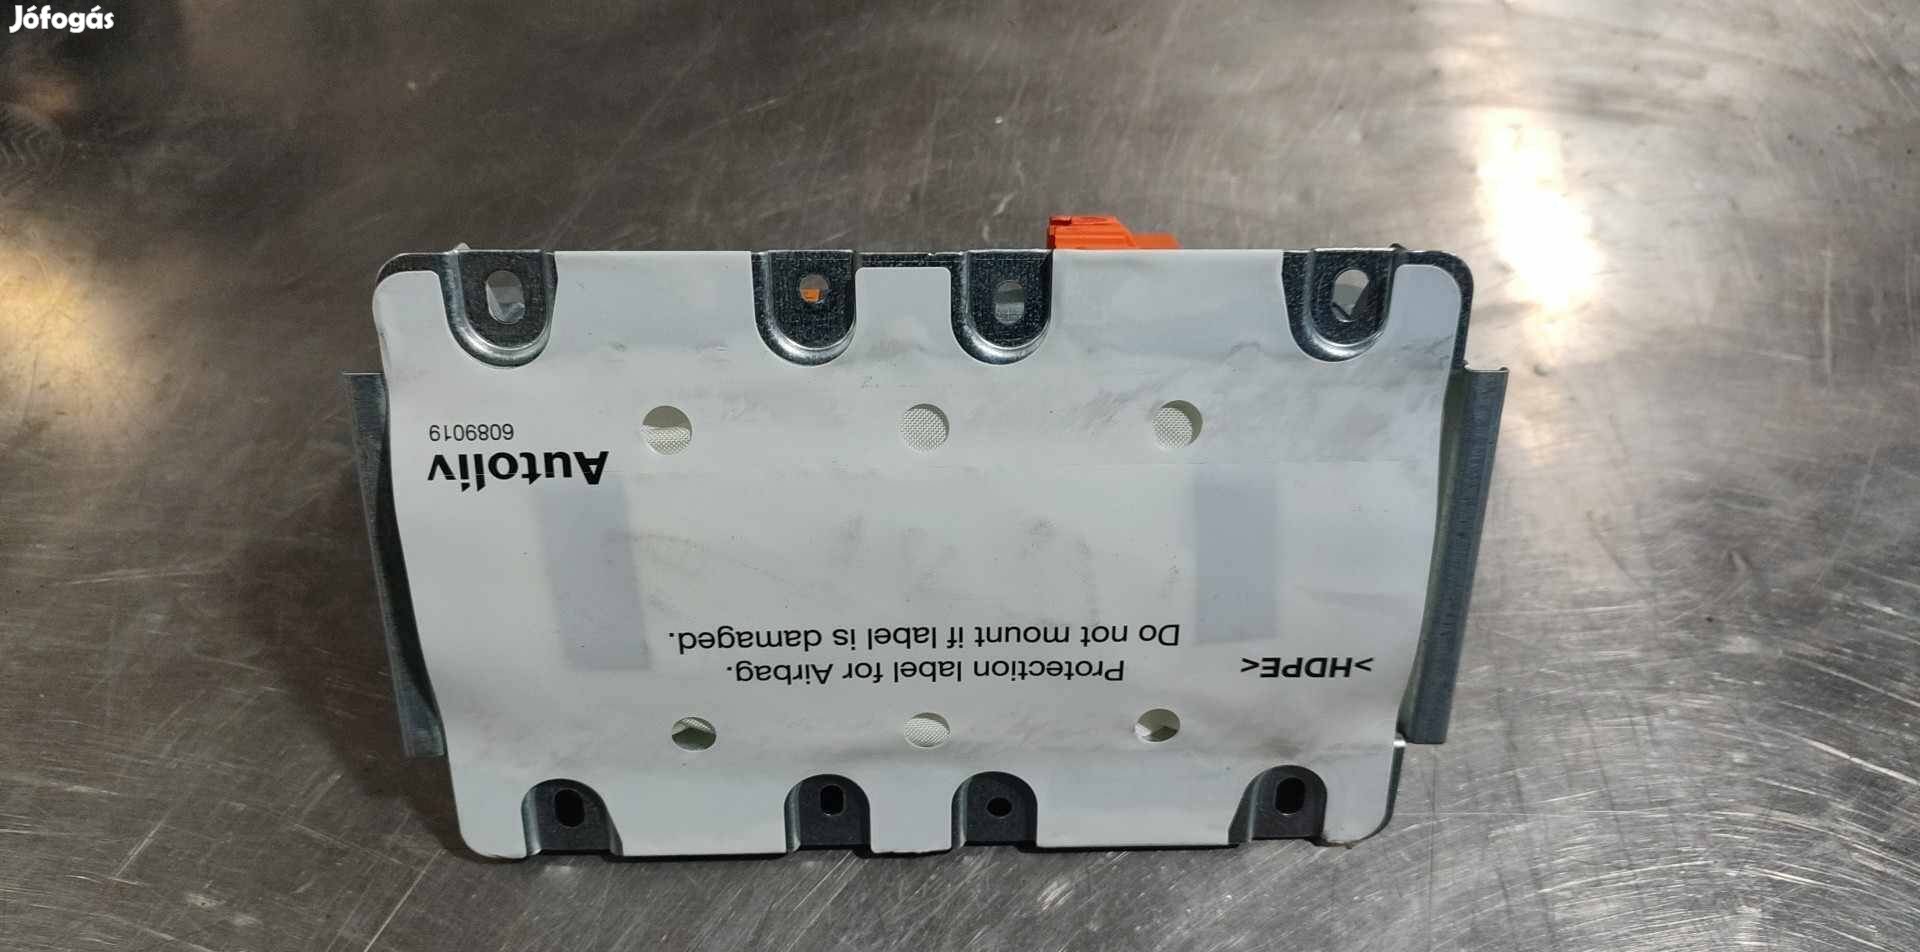 Jófogás
Protection label for Airbag.
Do not mount if label is damaged.
>HDPE<
Autoliv
6089019